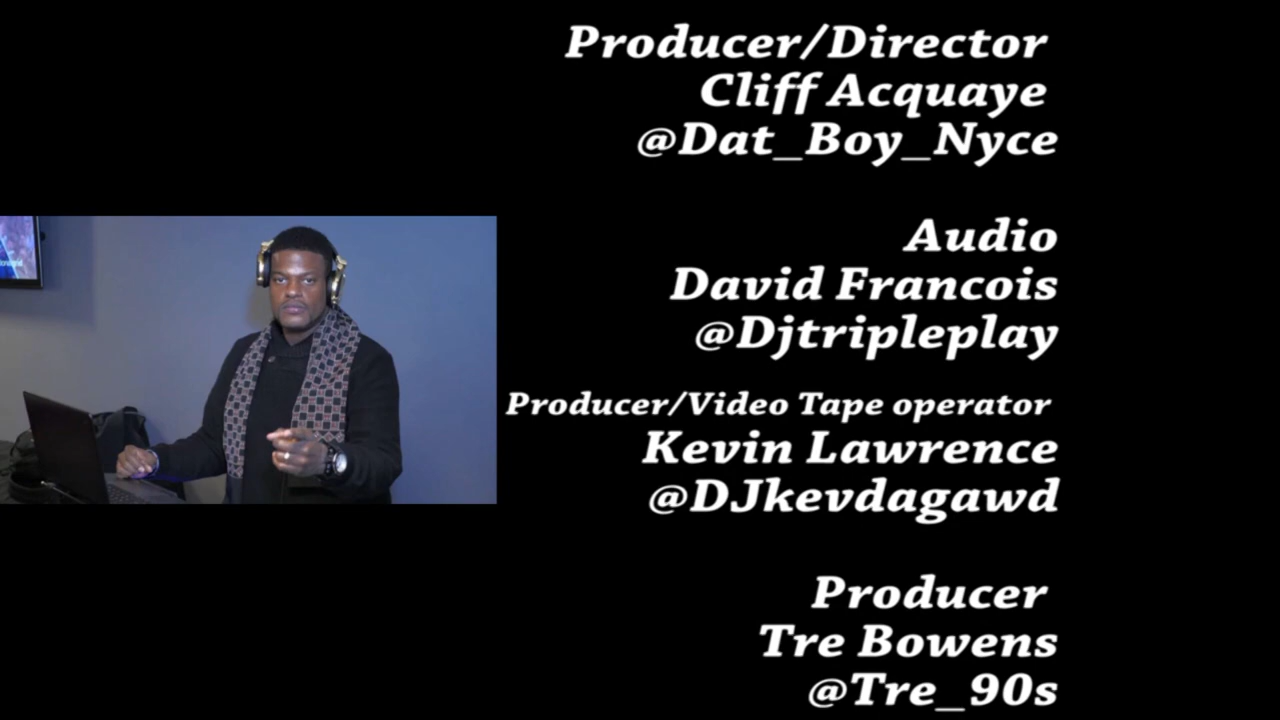 Producer/Director
Cliff Acquaye
@Dat_Boy_Nyce
Audio
David Francois
@Djtripleplay
Producer/Video Tape operator
Kevin Lawrence
@DJkevdagawd
Producer
Tre Bowens
@Tre_90s